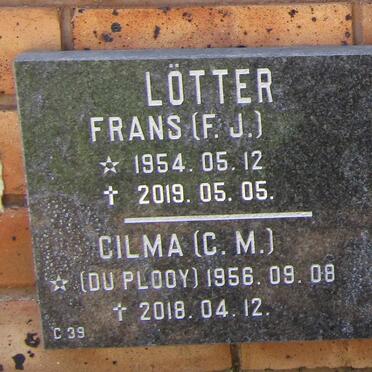 LÖTTER
FRANS (F. J.)
☆ 1954. 05. 12
✝ 2019. 05. 05.
CILMA (C. M.)
☆ (DU PLOOY) 1956. 09. 08
✝ 2018. 04. 12.
C 39